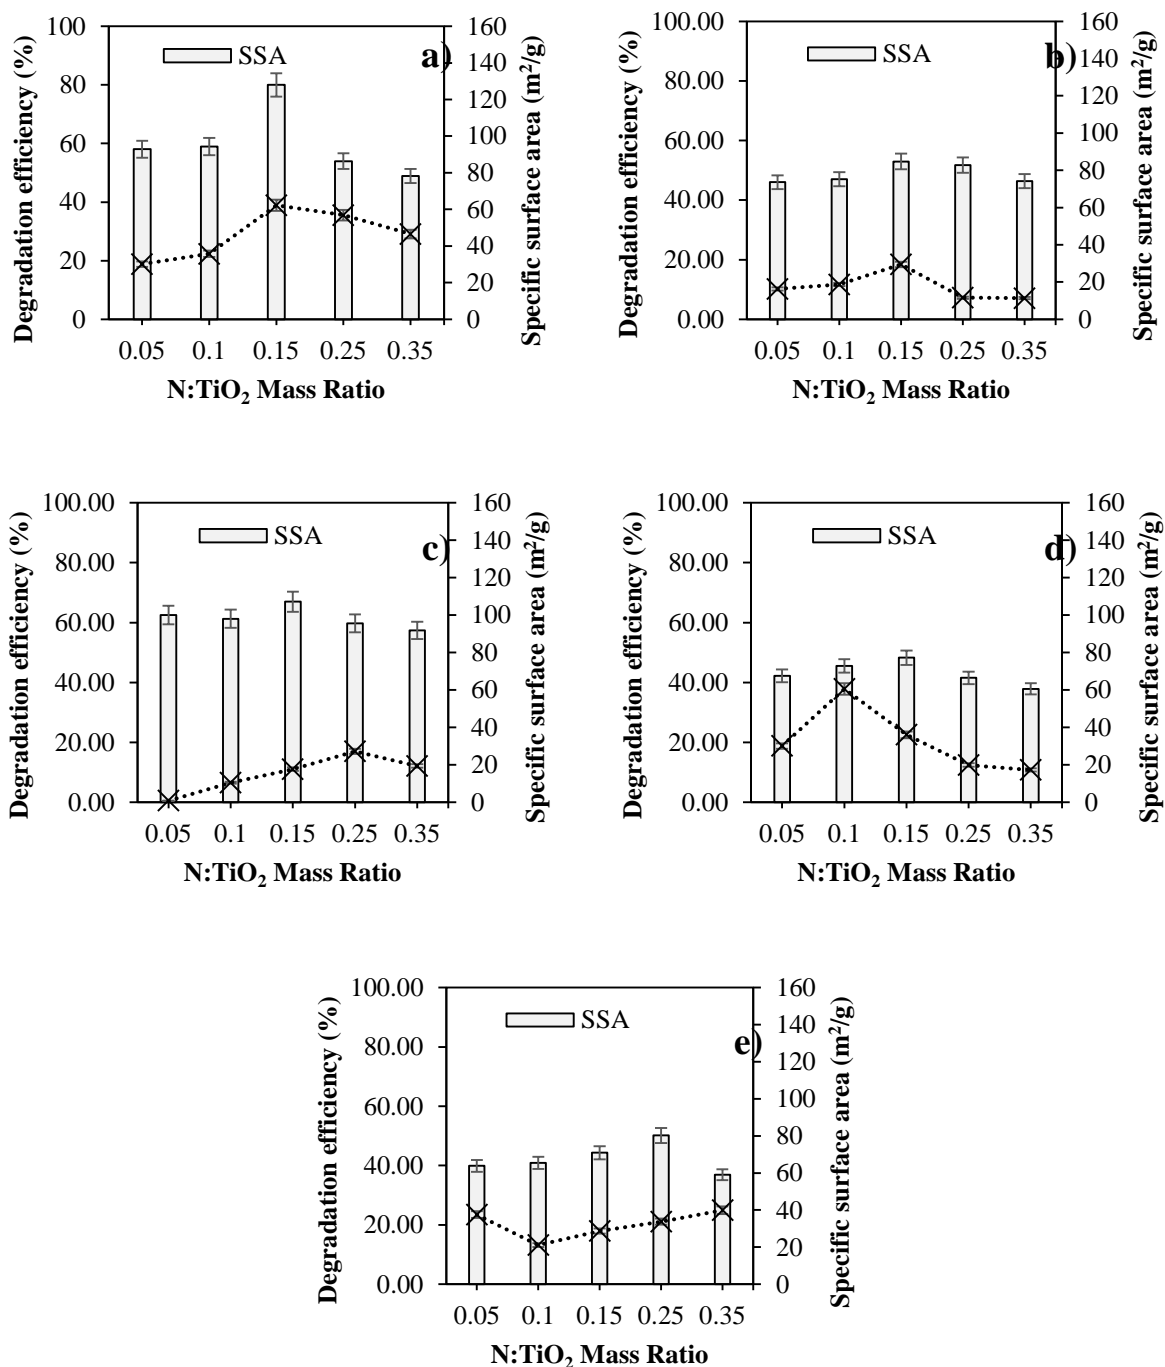 Degradation efficiency (%)
100
80
60
40
20
0
SSA
a)
160
140
120
100
80
60
40
20
0
Specific surface area (m²/g)
0.05 0.1 0.15 0.25 0.35
N:TiO₂ Mass Ratio
Degradation efficiency (%)
100.00
80.00
60.00
40.00
20.00
0.00
SSA
b)
160
140
120
100
80
60
40
20
0
Specific surface area (m²/g)
0.05 0.1 0.15 0.25 0.35
N:TiO₂ Mass Ratio
Degradation efficiency (%)
100.00
80.00
60.00
40.00
20.00
0.00
SSA
c)
160
140
120
100
80
60
40
20
0
Specific surface area (m²/g)
0.05 0.1 0.15 0.25 0.35
N:TiO₂ Mass Ratio
Degradation efficiency (%)
100.00
80.00
60.00
40.00
20.00
0.00
SSA
d)
160
140
120
100
80
60
40
20
0
Specific surface area (m²/g)
0.05 0.1 0.15 0.25 0.35
N:TiO₂ Mass Ratio
Degradation efficiency (%)
100.00
80.00
60.00
40.00
20.00
0.00
SSA
e)
160
140
120
100
80
60
40
20
0
Specific surface area (m²/g)
0.05 0.1 0.15 0.25 0.35
N:TiO₂ Mass Ratio